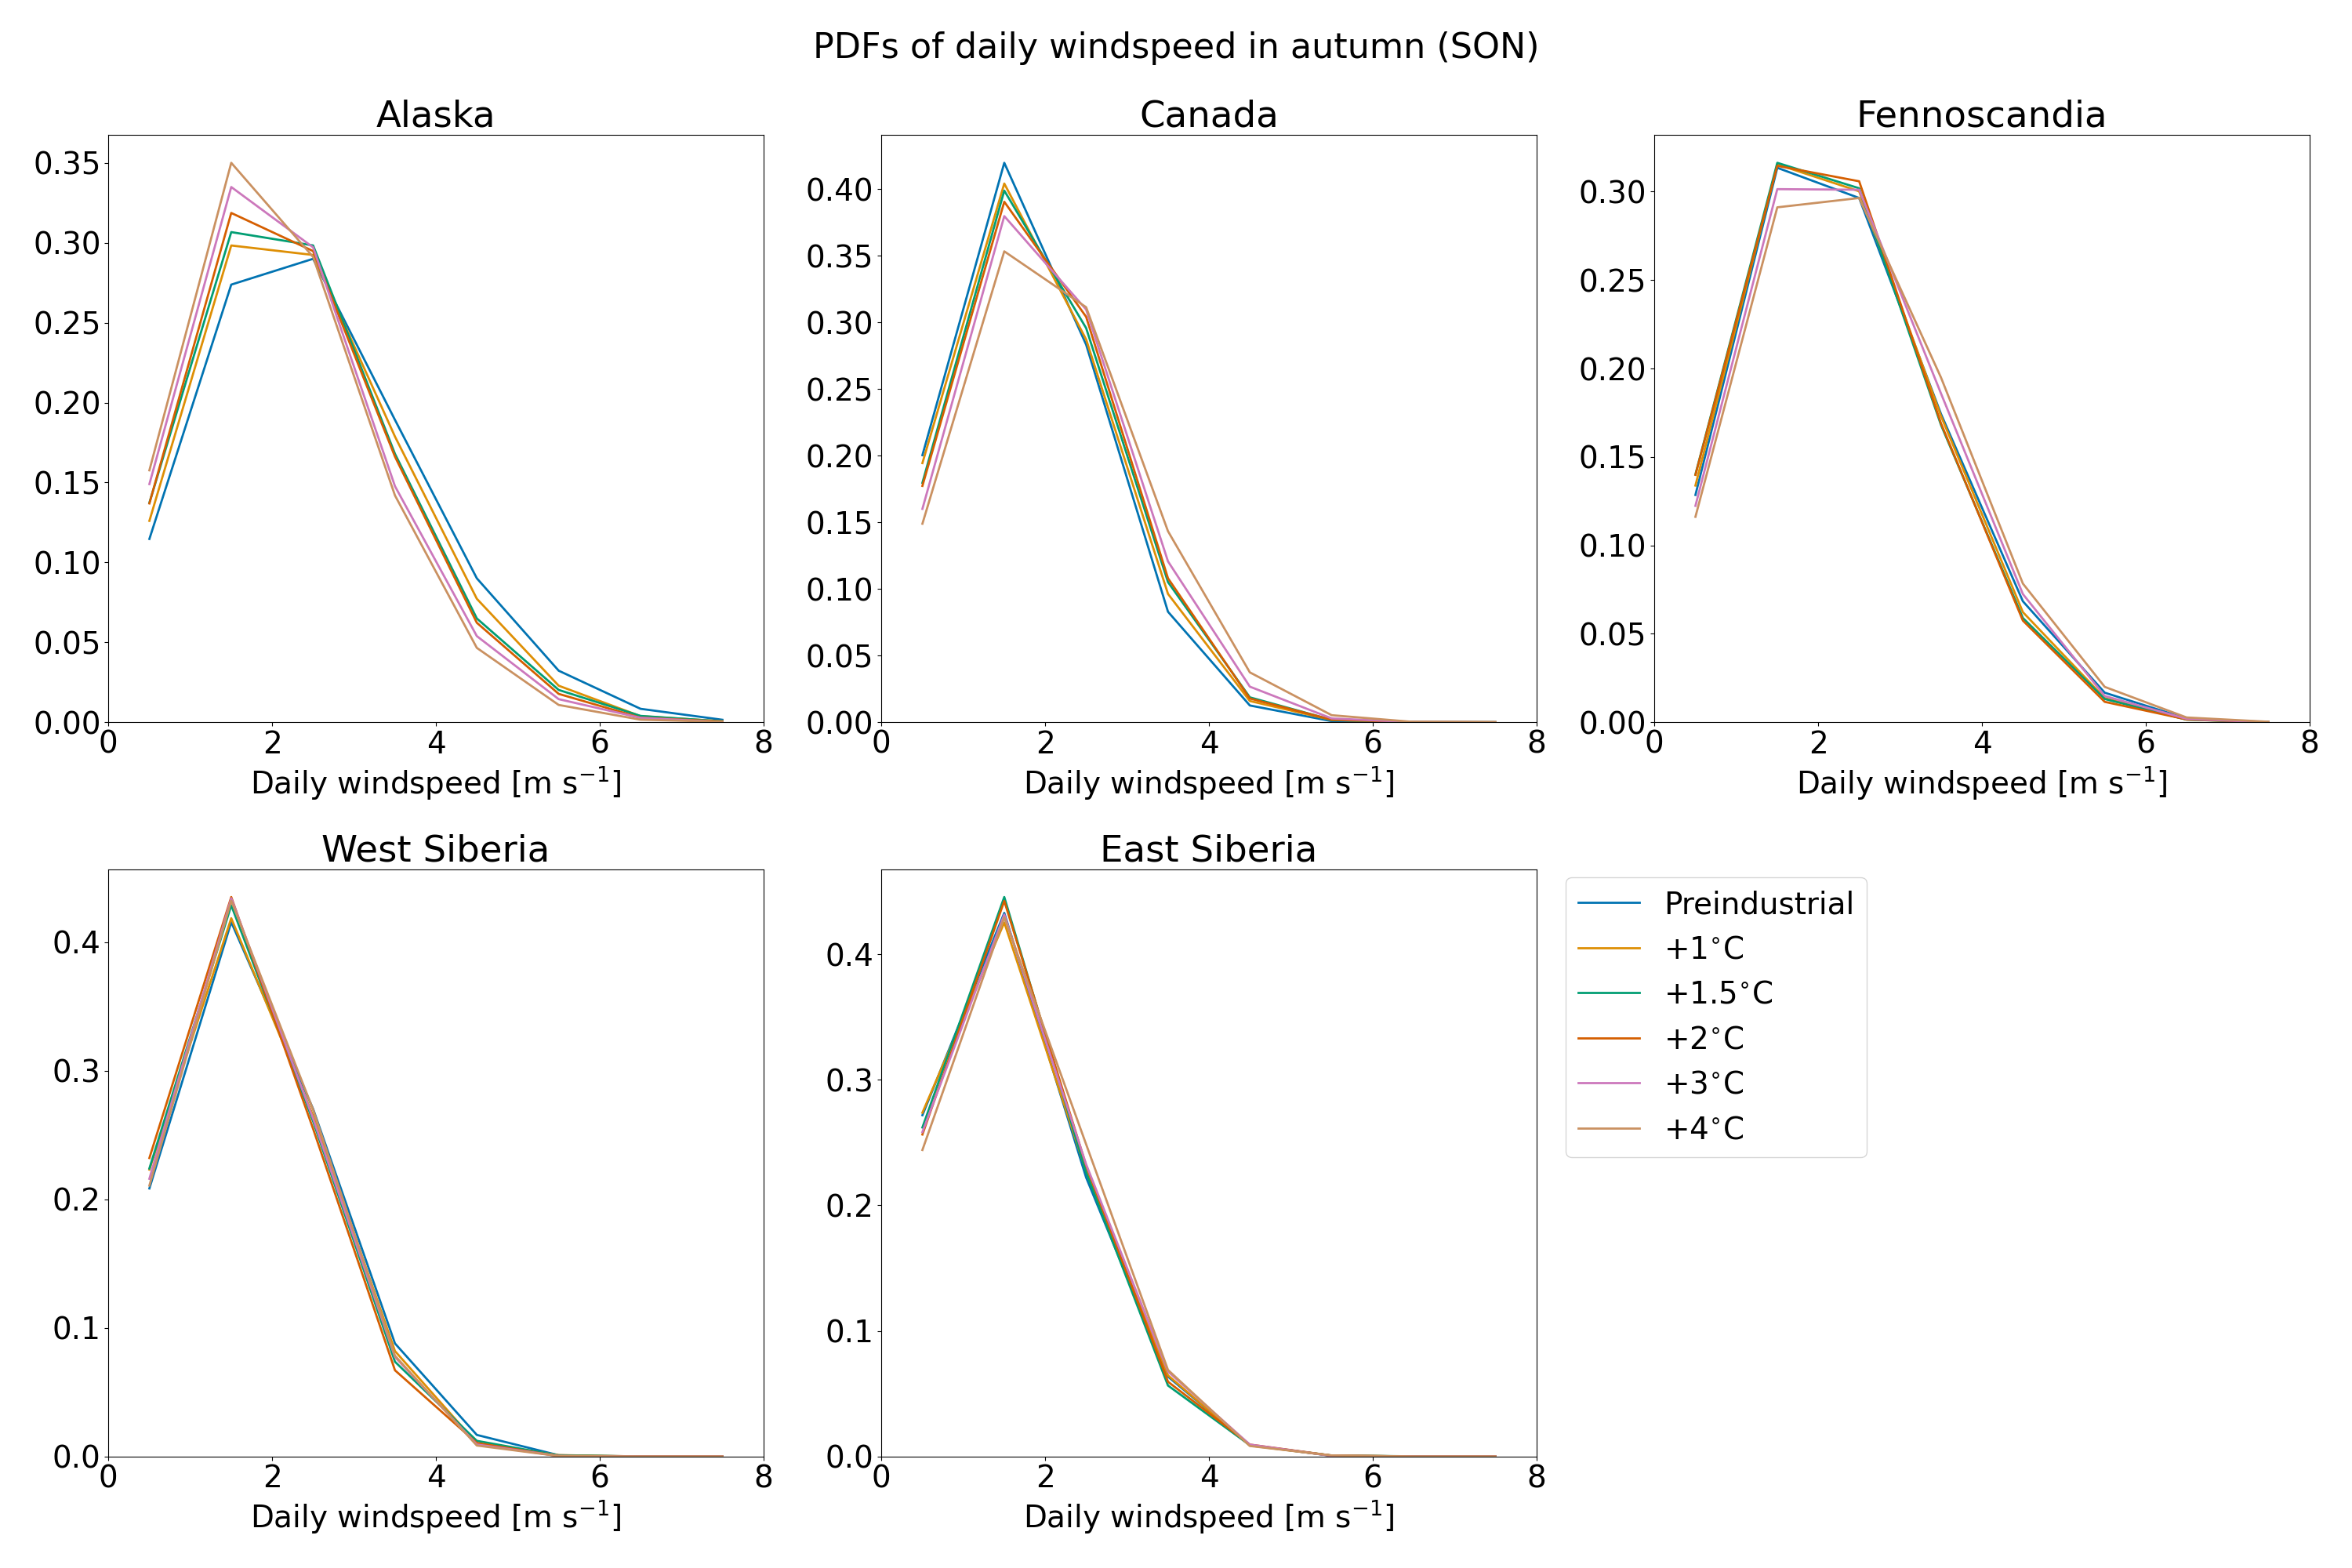 PDFs of daily windspeed in autumn (SON)
Alaska
0.35
0.30
0.25
0.20
0.15
0.10
0.05
0.00
0 2 4 6 8
Daily windspeed [m s⁻¹]
Canada
0.40
0.35
0.30
0.25
0.20
0.15
0.10
0.05
0.00
0 2 4 6 8
Daily windspeed [m s⁻¹]
Fennoscandia
0.30
0.25
0.20
0.15
0.10
0.05
0.00
0 2 4 6 8
Daily windspeed [m s⁻¹]
West Siberia
0.4
0.3
0.2
0.1
0.0
0 2 4 6 8
Daily windspeed [m s⁻¹]
East Siberia
0.4
0.3
0.2
0.1
0.0
0 2 4 6 8
Daily windspeed [m s⁻¹]
Preindustrial
+1°C
+1.5°C
+2°C
+3°C
+4°C